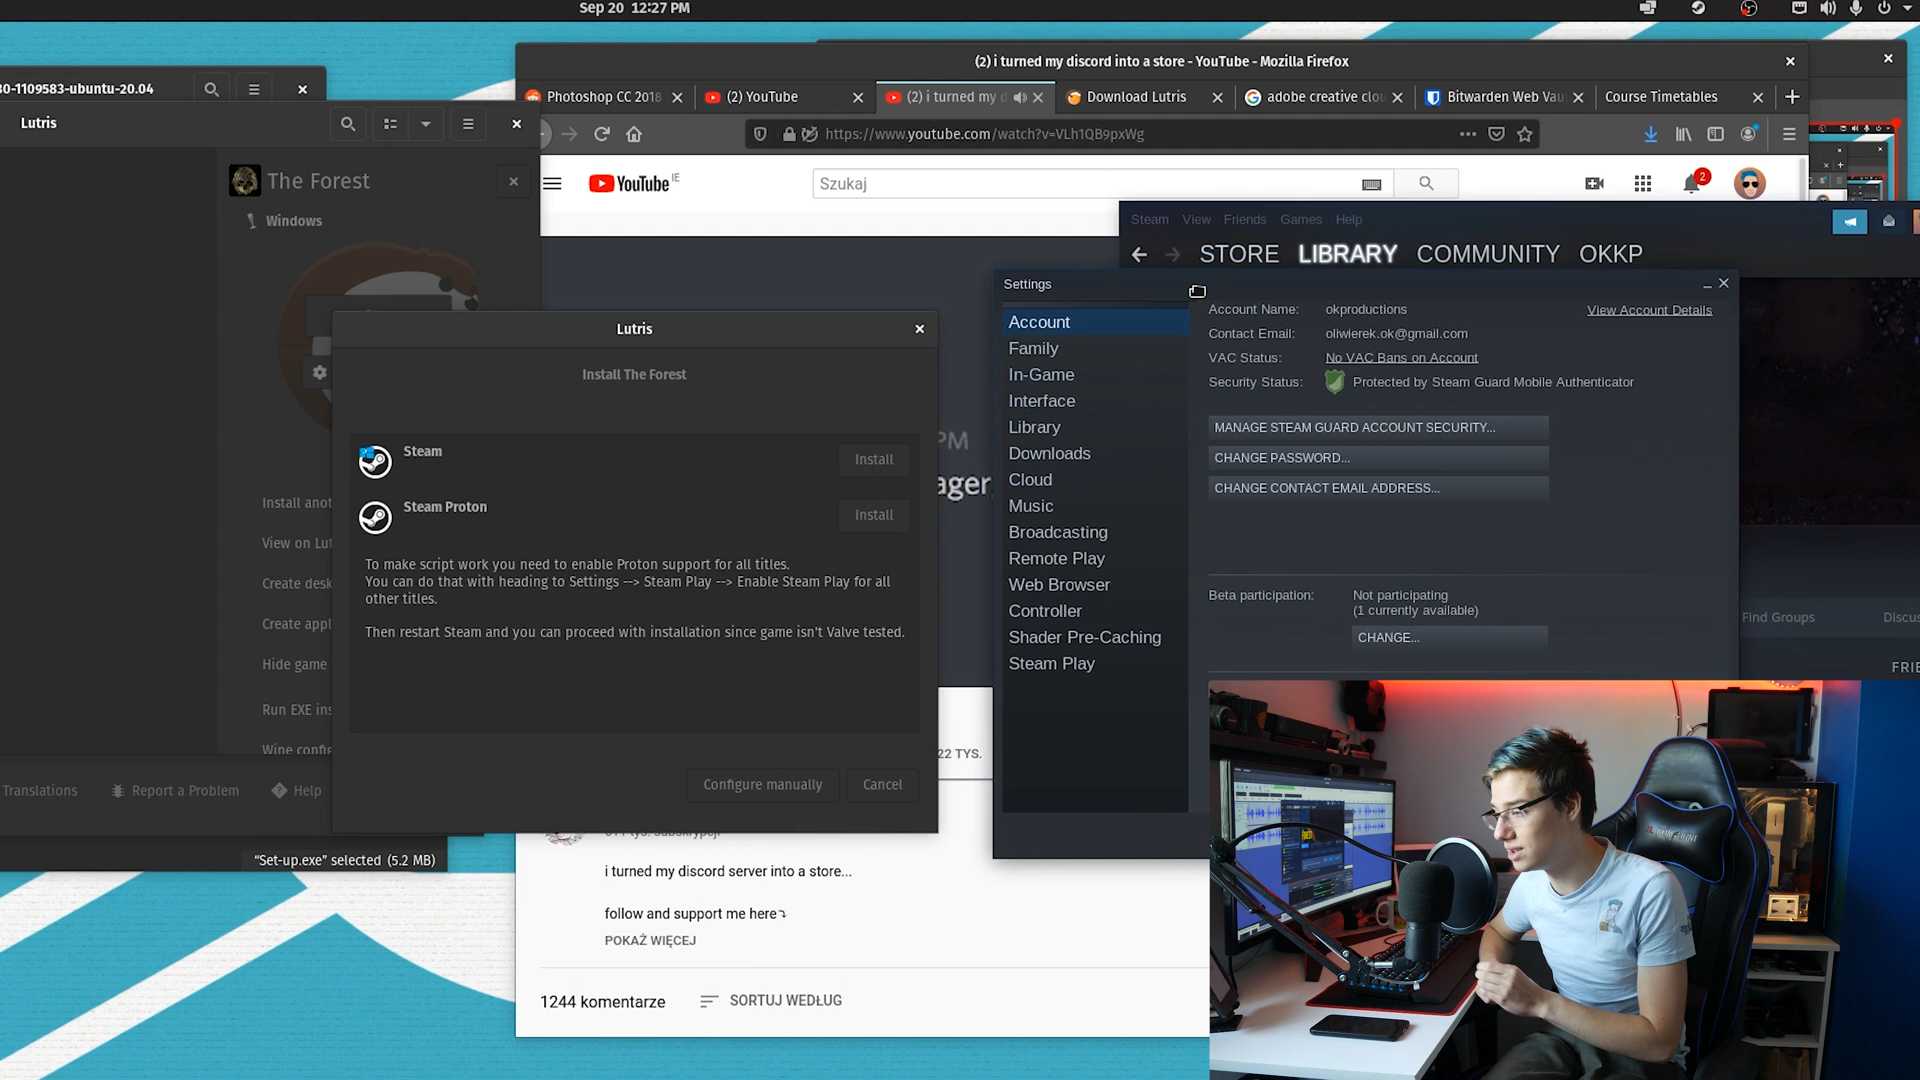 Sep 20 12:27 PM
30-1109583-ubuntu-20.04
(2) i turned my discord into a store - YouTube - Mozilla Firefox
Photoshop CC 2018
(2) YouTube
(2) i turned my d
Download Lutris
adobe creative clou
Bitwarden Web Vau
Course Timetables
https://www.youtube.com/watch?v=VLh1QB9pxWg
YouTube IE
Szukaj
2
Lutris
The Forest
Windows
Install anot
View on Lut
Create desk
Create appl
Hide game
Run EXE ins
Wine config
Translations
Report a Problem
Help
"Set-up.exe" selected (5.2 MB)
Lutris
Install The Forest
Steam
Install
Steam Proton
Install
To make script work you need to enable Proton support for all titles.
You can do that with heading to Settings --> Steam Play --> Enable Steam Play for all
other titles.
Then restart Steam and you can proceed with installation since game isn't Valve tested.
Configure manually
Cancel
PM
ager,
22 TYS.
i turned my discord server into a store...
follow and support me here
POKAŻ WIĘCEJ
1244 komentarze
SORTUJ WEDŁUG
Steam View Friends Games Help
STORE LIBRARY COMMUNITY OKKP
Settings
Account
Family
In-Game
Interface
Library
Downloads
Cloud
Music
Broadcasting
Remote Play
Web Browser
Controller
Shader Pre-Caching
Steam Play
Account Name: okproductions
View Account Details
Contact Email: oliwierek.ok@gmail.com
VAC Status: No VAC Bans on Account
Security Status: Protected by Steam Guard Mobile Authenticator
MANAGE STEAM GUARD ACCOUNT SECURITY...
CHANGE PASSWORD...
CHANGE CONTACT EMAIL ADDRESS...
Beta participation: Not participating
(1 currently available)
CHANGE...
Find Groups
Discus
FRIE